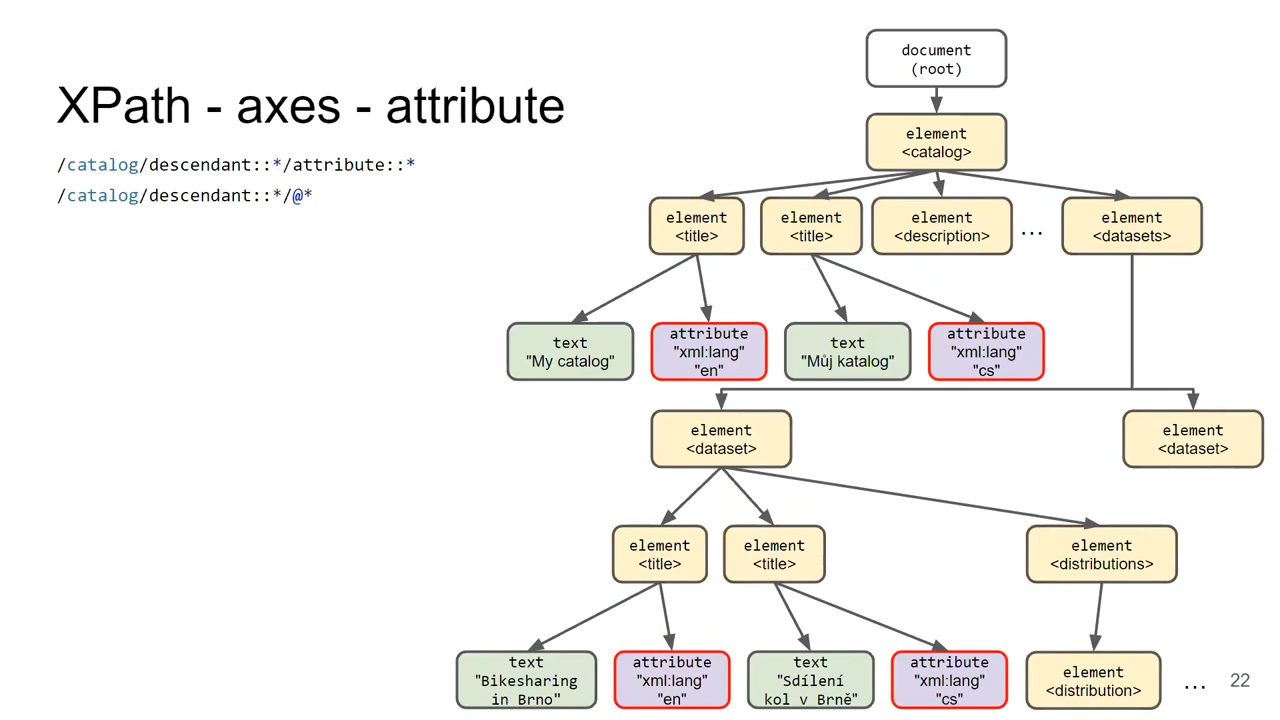 XPath - axes - attribute
/catalog/descendant::*/attribute::*
/catalog/descendant::*/@*
document
(root)
element
<catalog>
element
<title>
element
<title>
element
<description>
...
element
<datasets>
text
"My catalog"
attribute
"xml:lang"
"en"
text
"Můj katalog"
attribute
"xml:lang"
"cs"
element
<dataset>
element
<dataset>
element
<title>
element
<title>
element
<distributions>
text
"Bikesharing
in Brno"
attribute
"xml:lang"
"en"
text
"Sdílení
kol v Brně"
attribute
"xml:lang"
"cs"
element
<distribution>
...
22